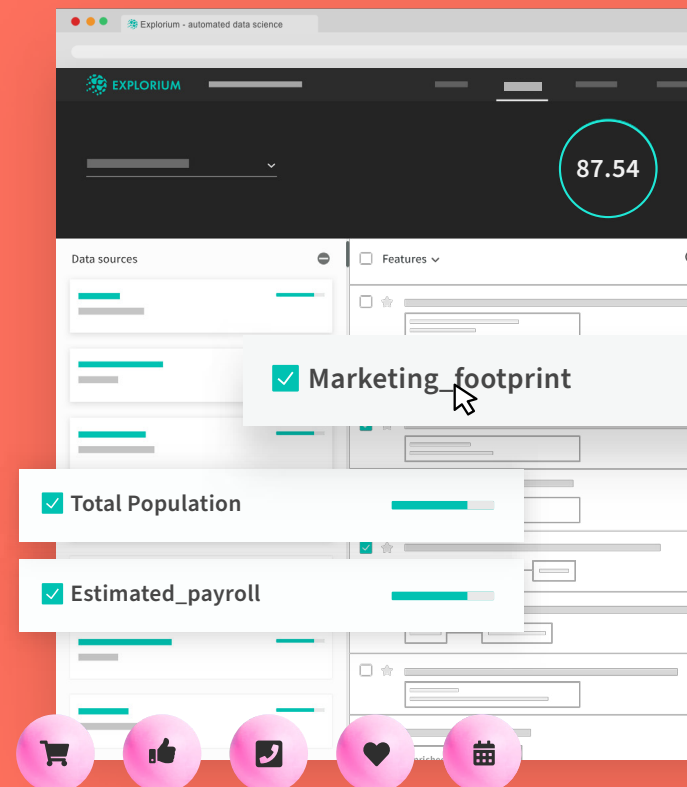 Explorium - automated data science
EXPLORIUM
87.54
Data sources
Features
Marketing_footprint
Total Population
Estimated_payroll